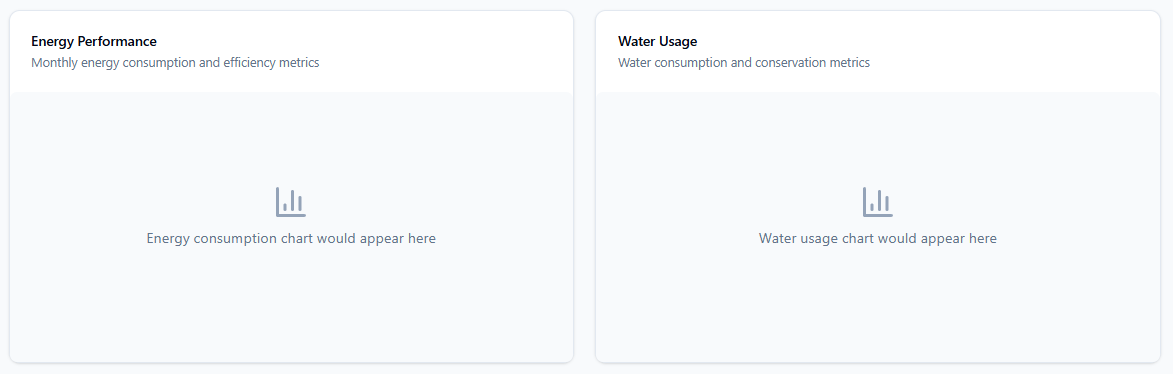 Energy Performance
Monthly energy consumption and efficiency metrics
Energy consumption chart would appear here
Water Usage
Water consumption and conservation metrics
Water usage chart would appear here